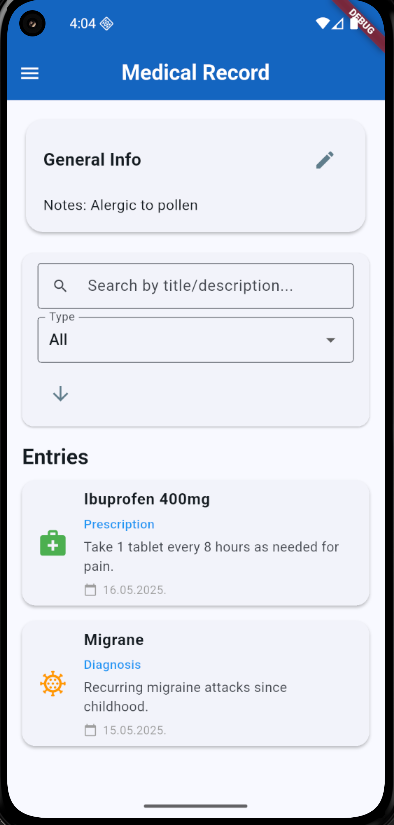 4:04
DEBUG
Medical Record
General Info
Notes: Alergic to pollen
Search by title/description...
Type
All
Entries
Ibuprofen 400mg
Prescription
Take 1 tablet every 8 hours as needed for
pain.
16.05.2025.
Migrane
Diagnosis
Recurring migraine attacks since
childhood.
15.05.2025.